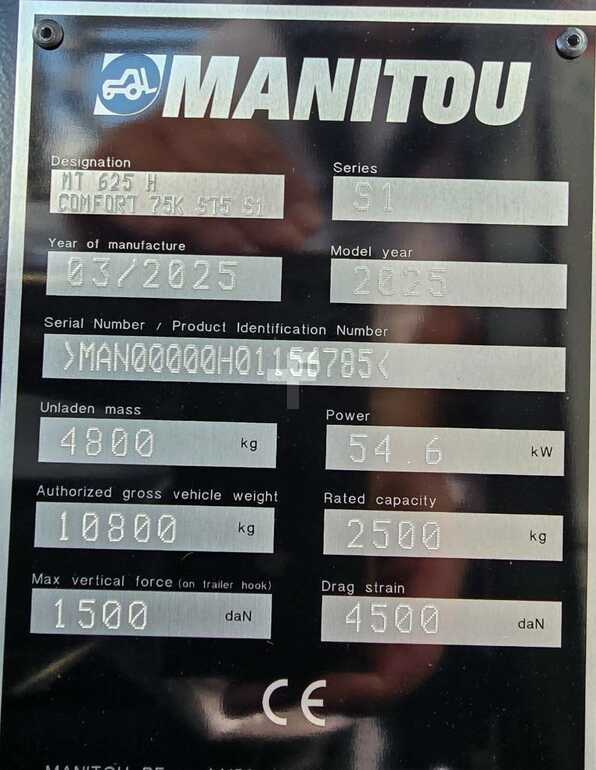 MANITOU
Designation
MT 625 H
COMFORT 75K ST5 S1
Series
S1
Year of manufacture
03/2025
Model year
2025
Serial Number / Product Identification Number
>MAN00000H01156785<
Unladen mass
4800 kg
Power
54.6 kW
Authorized gross vehicle weight
10800 kg
Rated capacity
2500 kg
Max vertical force (on trailer hook)
1500 daN
Drag strain
4500 daN
CE
MANITOU